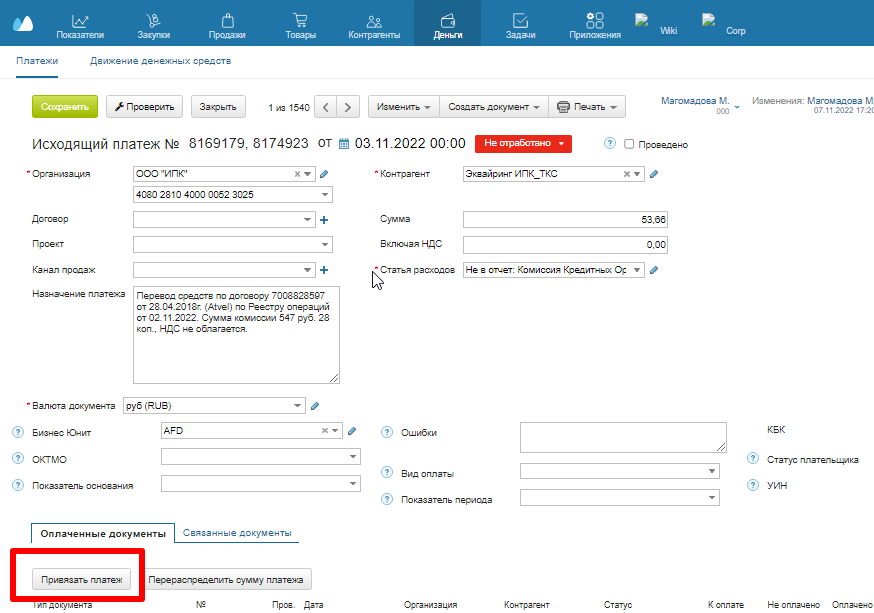 Показатели Закупки Продажи Товары Контрагенты Деньги Задачи Приложения Wiki Corp
Платежи Движение денежных средств
Сохранить Проверить Закрыть 1 из 1540 Изменить Создать документ Печать Магомадова М. Изменения: Магомадова М
ООО 07.11.2022 17:20
Исходящий платеж № 8169179, 8174923 от 03.11.2022 00:00 Не отработано ? Проведено
* Организация ООО "ИПК" * Контрагент Эквайринг ИПК_ТКС
4080 2810 4000 0052 3025
Договор Сумма 53,66
Проект Включая НДС 0,00
Канал продаж * Статья расходов Не в отчет: Комиссия Кредитных Ор
Назначение платежа Перевод средств по договору 7008828597
от 28.04.2018г. (Atvel) по Реестру операций
от 02.11.2022. Сумма комиссии 547 руб. 28
коп., НДС не облагается.
* Валюта документа руб (RUB)
? Бизнес Юнит AFD ? Ошибки КБК
? ОКТМО ? Вид оплаты ? Статус плательщика
? Показатель основания ? Показатель периода ? УИН
Оплаченные документы Связанные документы
Привязать платеж Перераспределить сумму платежа
Тип документа № Пров. Дата Организация Контрагент Статус К оплате Не оплачено Оплачено